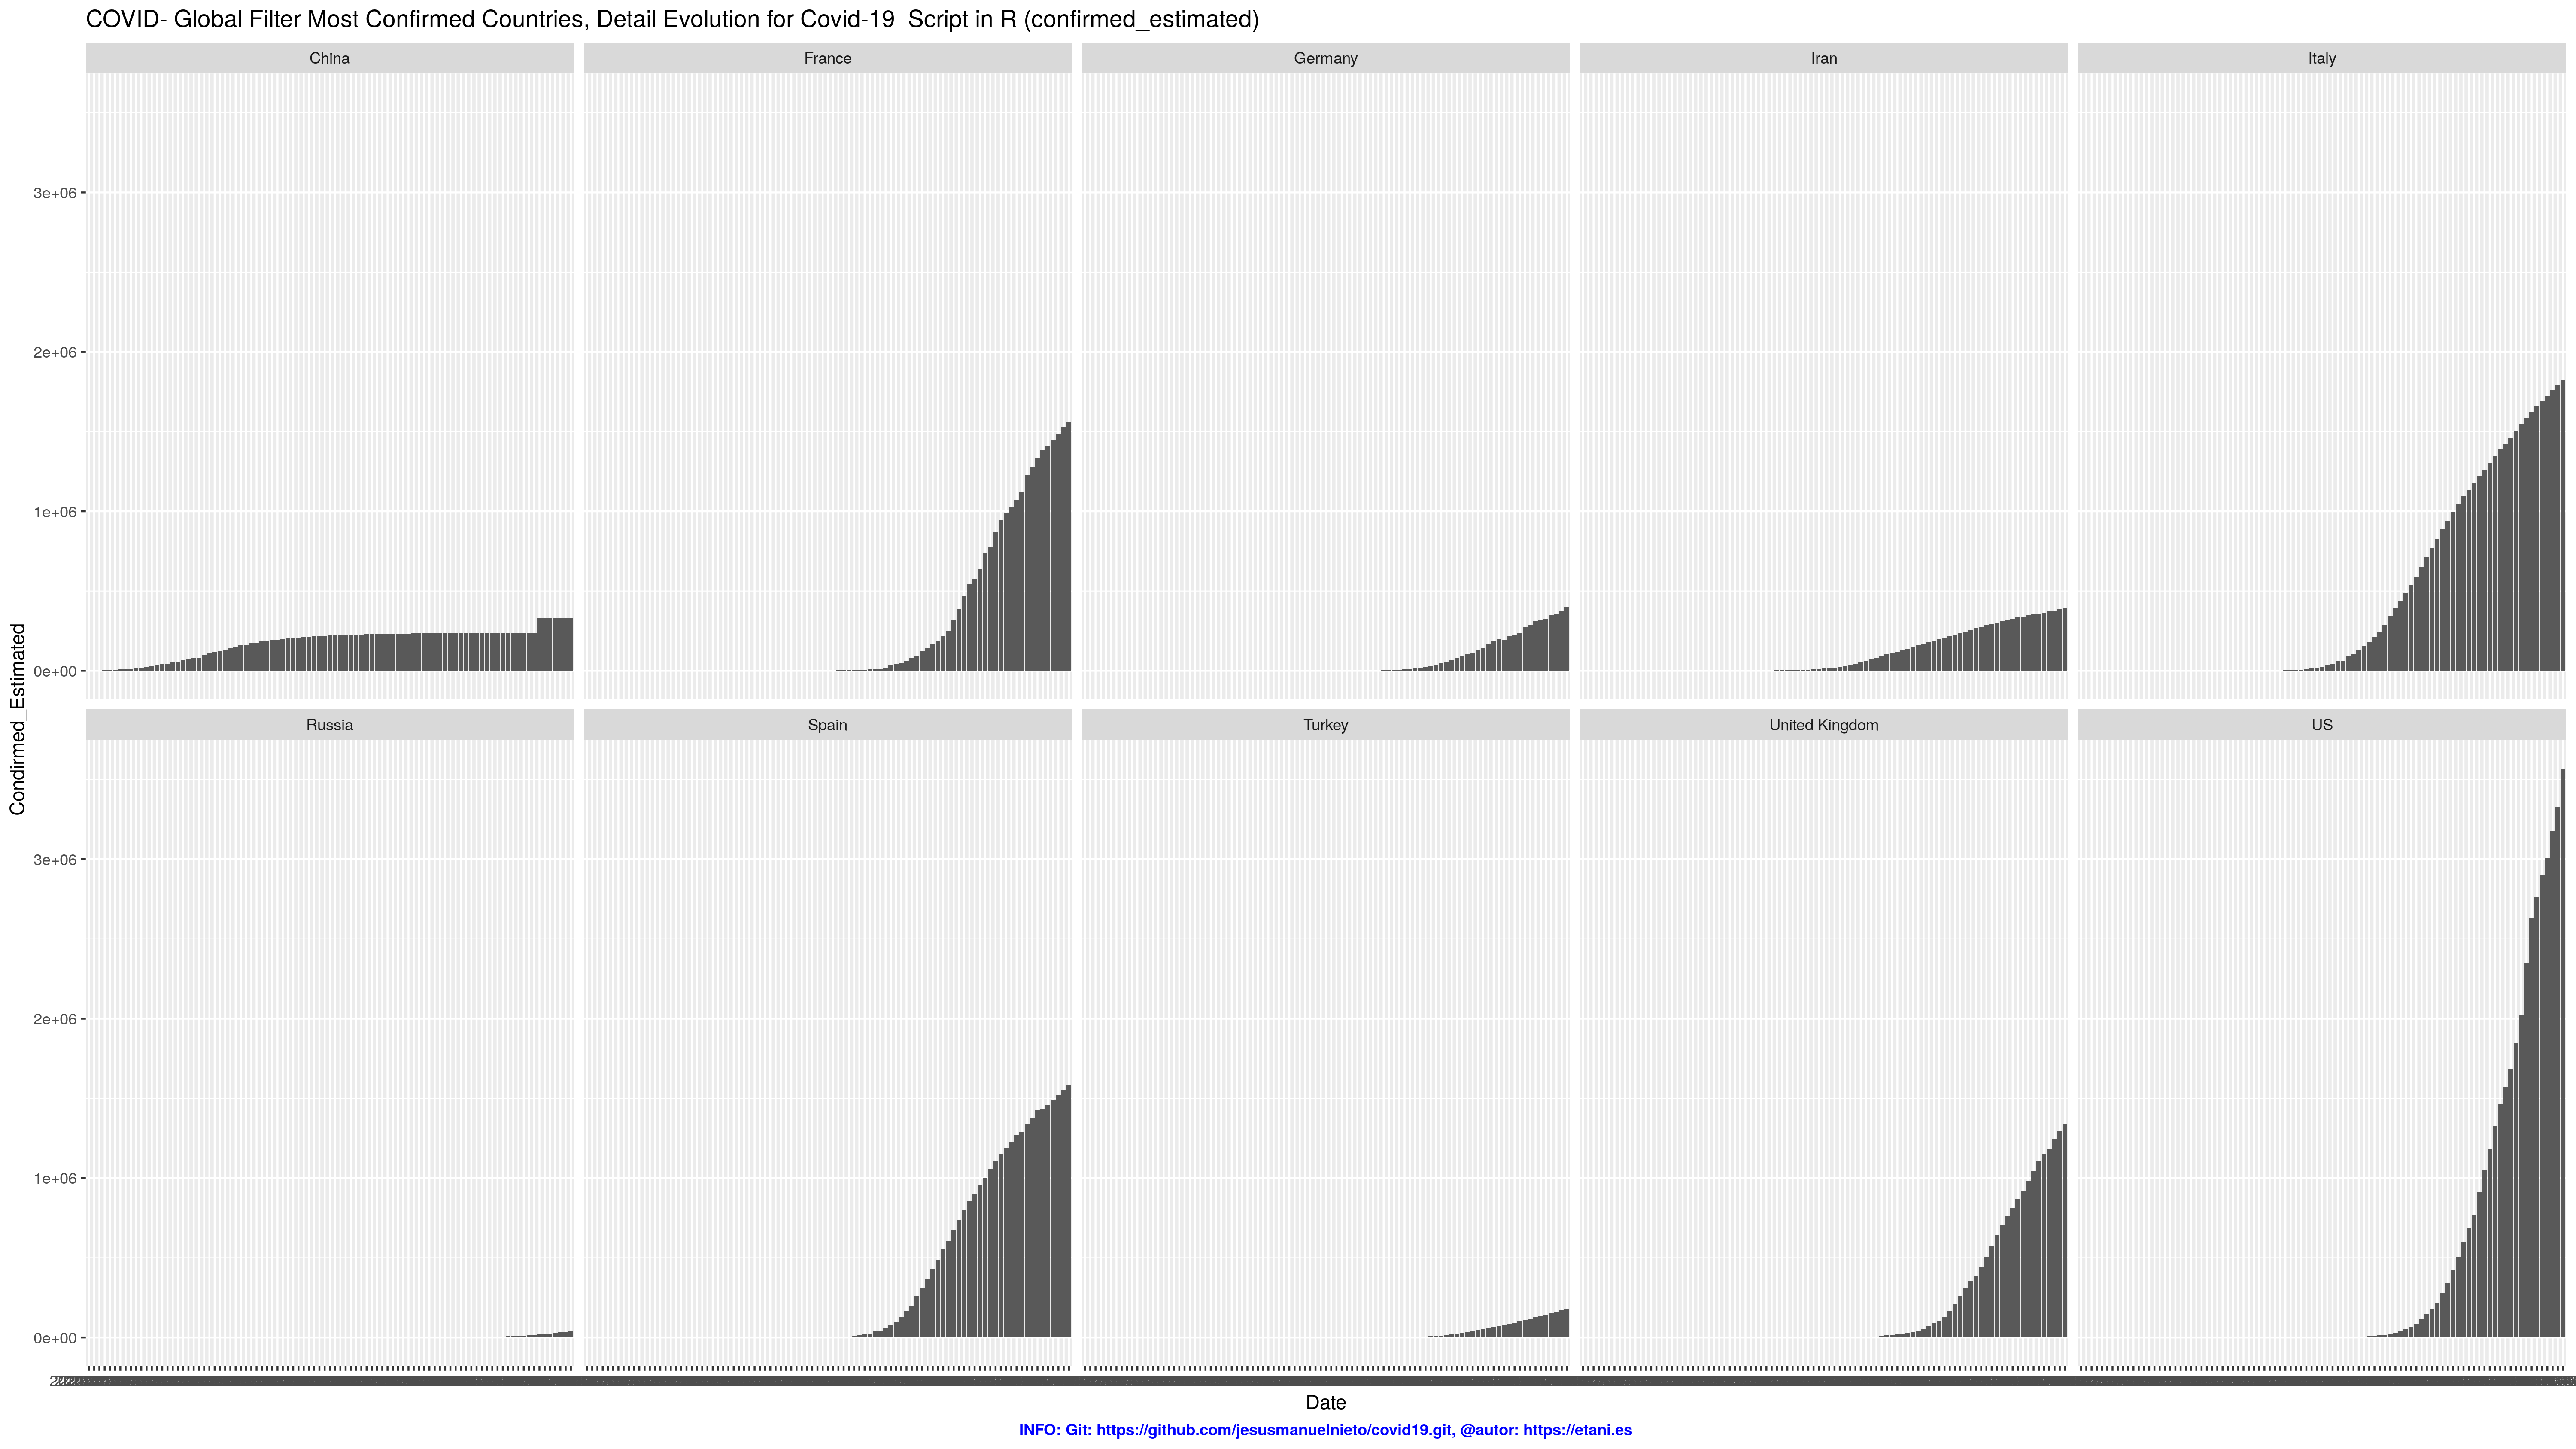 COVID- Global Filter Most Confirmed Countries, Detail Evolution for Covid-19  Script in R (confirmed_estimated)
China
France
Germany
Iran
Italy
3e+06
2e+06
1e+06
0e+00
Condirmed_Estimated
Russia
Spain
Turkey
United Kingdom
US
3e+06
2e+06
1e+06
0e+00
Date
INFO: Git: https://github.com/jesusmanuelnieto/covid19.git, @autor: https://etani.es